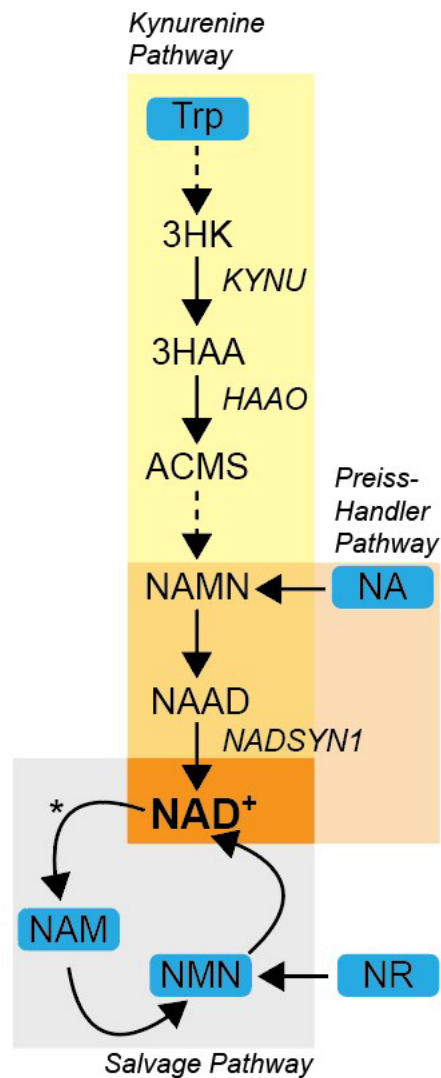 Kynurenine
Pathway
Trp
3HK
KYNU
3HAA
HAAO
ACMS
Preiss-
Handler
Pathway
NAMN
NA
NAAD
NADSYN1
*
NAD⁺
NAM
NMN
NR
Salvage Pathway